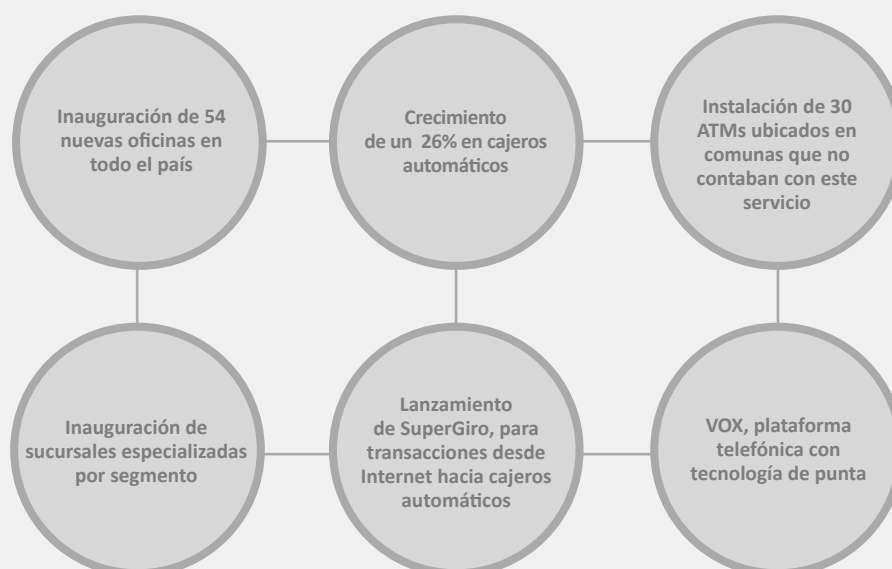 Inauguración de 54
nuevas oficinas en
todo el país
Crecimiento
de un 26% en cajeros
automáticos
Instalación de 30
ATMs ubicados en
comunas que no
contaban con este
servicio
Inauguración de
sucursales especializadas
por segmento
Lanzamiento
de SuperGiro, para
transacciones desde
Internet hacia cajeros
automáticos
VOX, plataforma
telefónica con
tecnología de punta